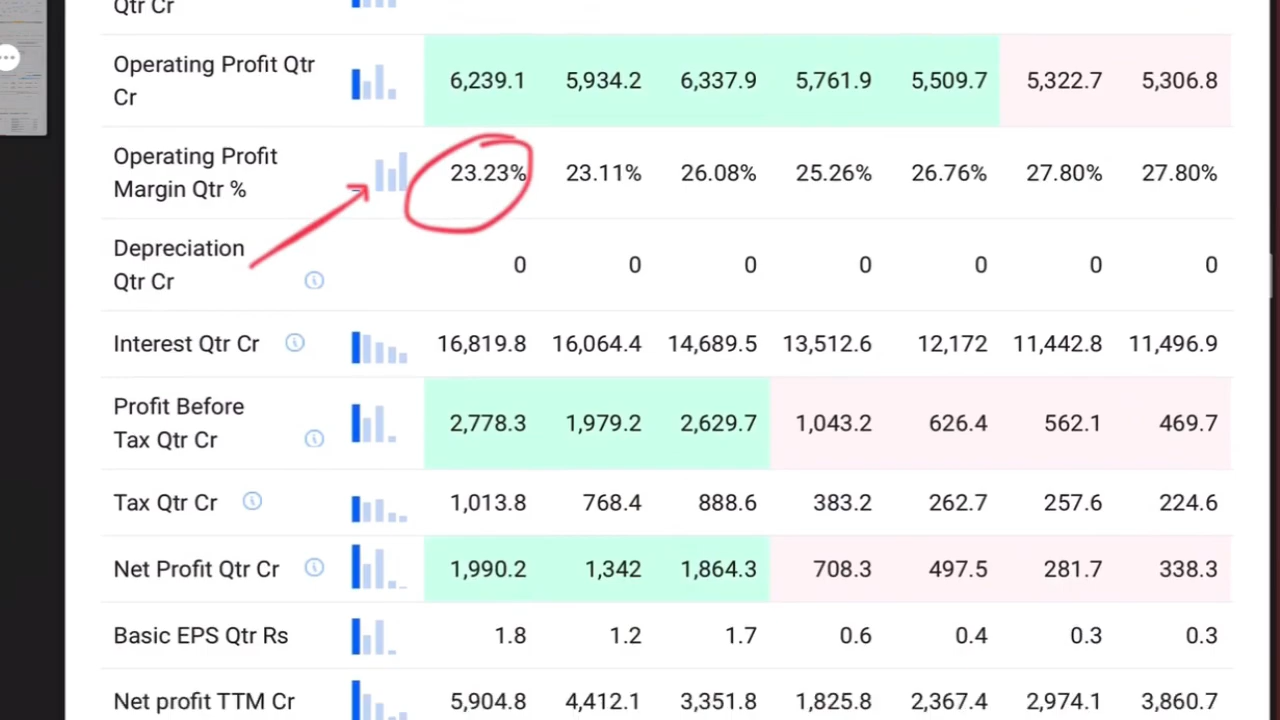 Qtr Cr
Operating Profit Qtr
Cr
6,239.1 5,934.2 6,337.9 5,761.9 5,509.7 5,322.7 5,306.8
Operating Profit
Margin Qtr %
23.23% 23.11% 26.08% 25.26% 26.76% 27.80% 27.80%
Depreciation
Qtr Cr
0 0 0 0 0 0 0
Interest Qtr Cr 16,819.8 16,064.4 14,689.5 13,512.6 12,172 11,442.8 11,496.9
Profit Before
Tax Qtr Cr
2,778.3 1,979.2 2,629.7 1,043.2 626.4 562.1 469.7
Tax Qtr Cr 1,013.8 768.4 888.6 383.2 262.7 257.6 224.6
Net Profit Qtr Cr 1,990.2 1,342 1,864.3 708.3 497.5 281.7 338.3
Basic EPS Qtr Rs 1.8 1.2 1.7 0.6 0.4 0.3 0.3
Net profit TTM Cr 5,904.8 4,412.1 3,351.8 1,825.8 2,367.4 2,974.1 3,860.7